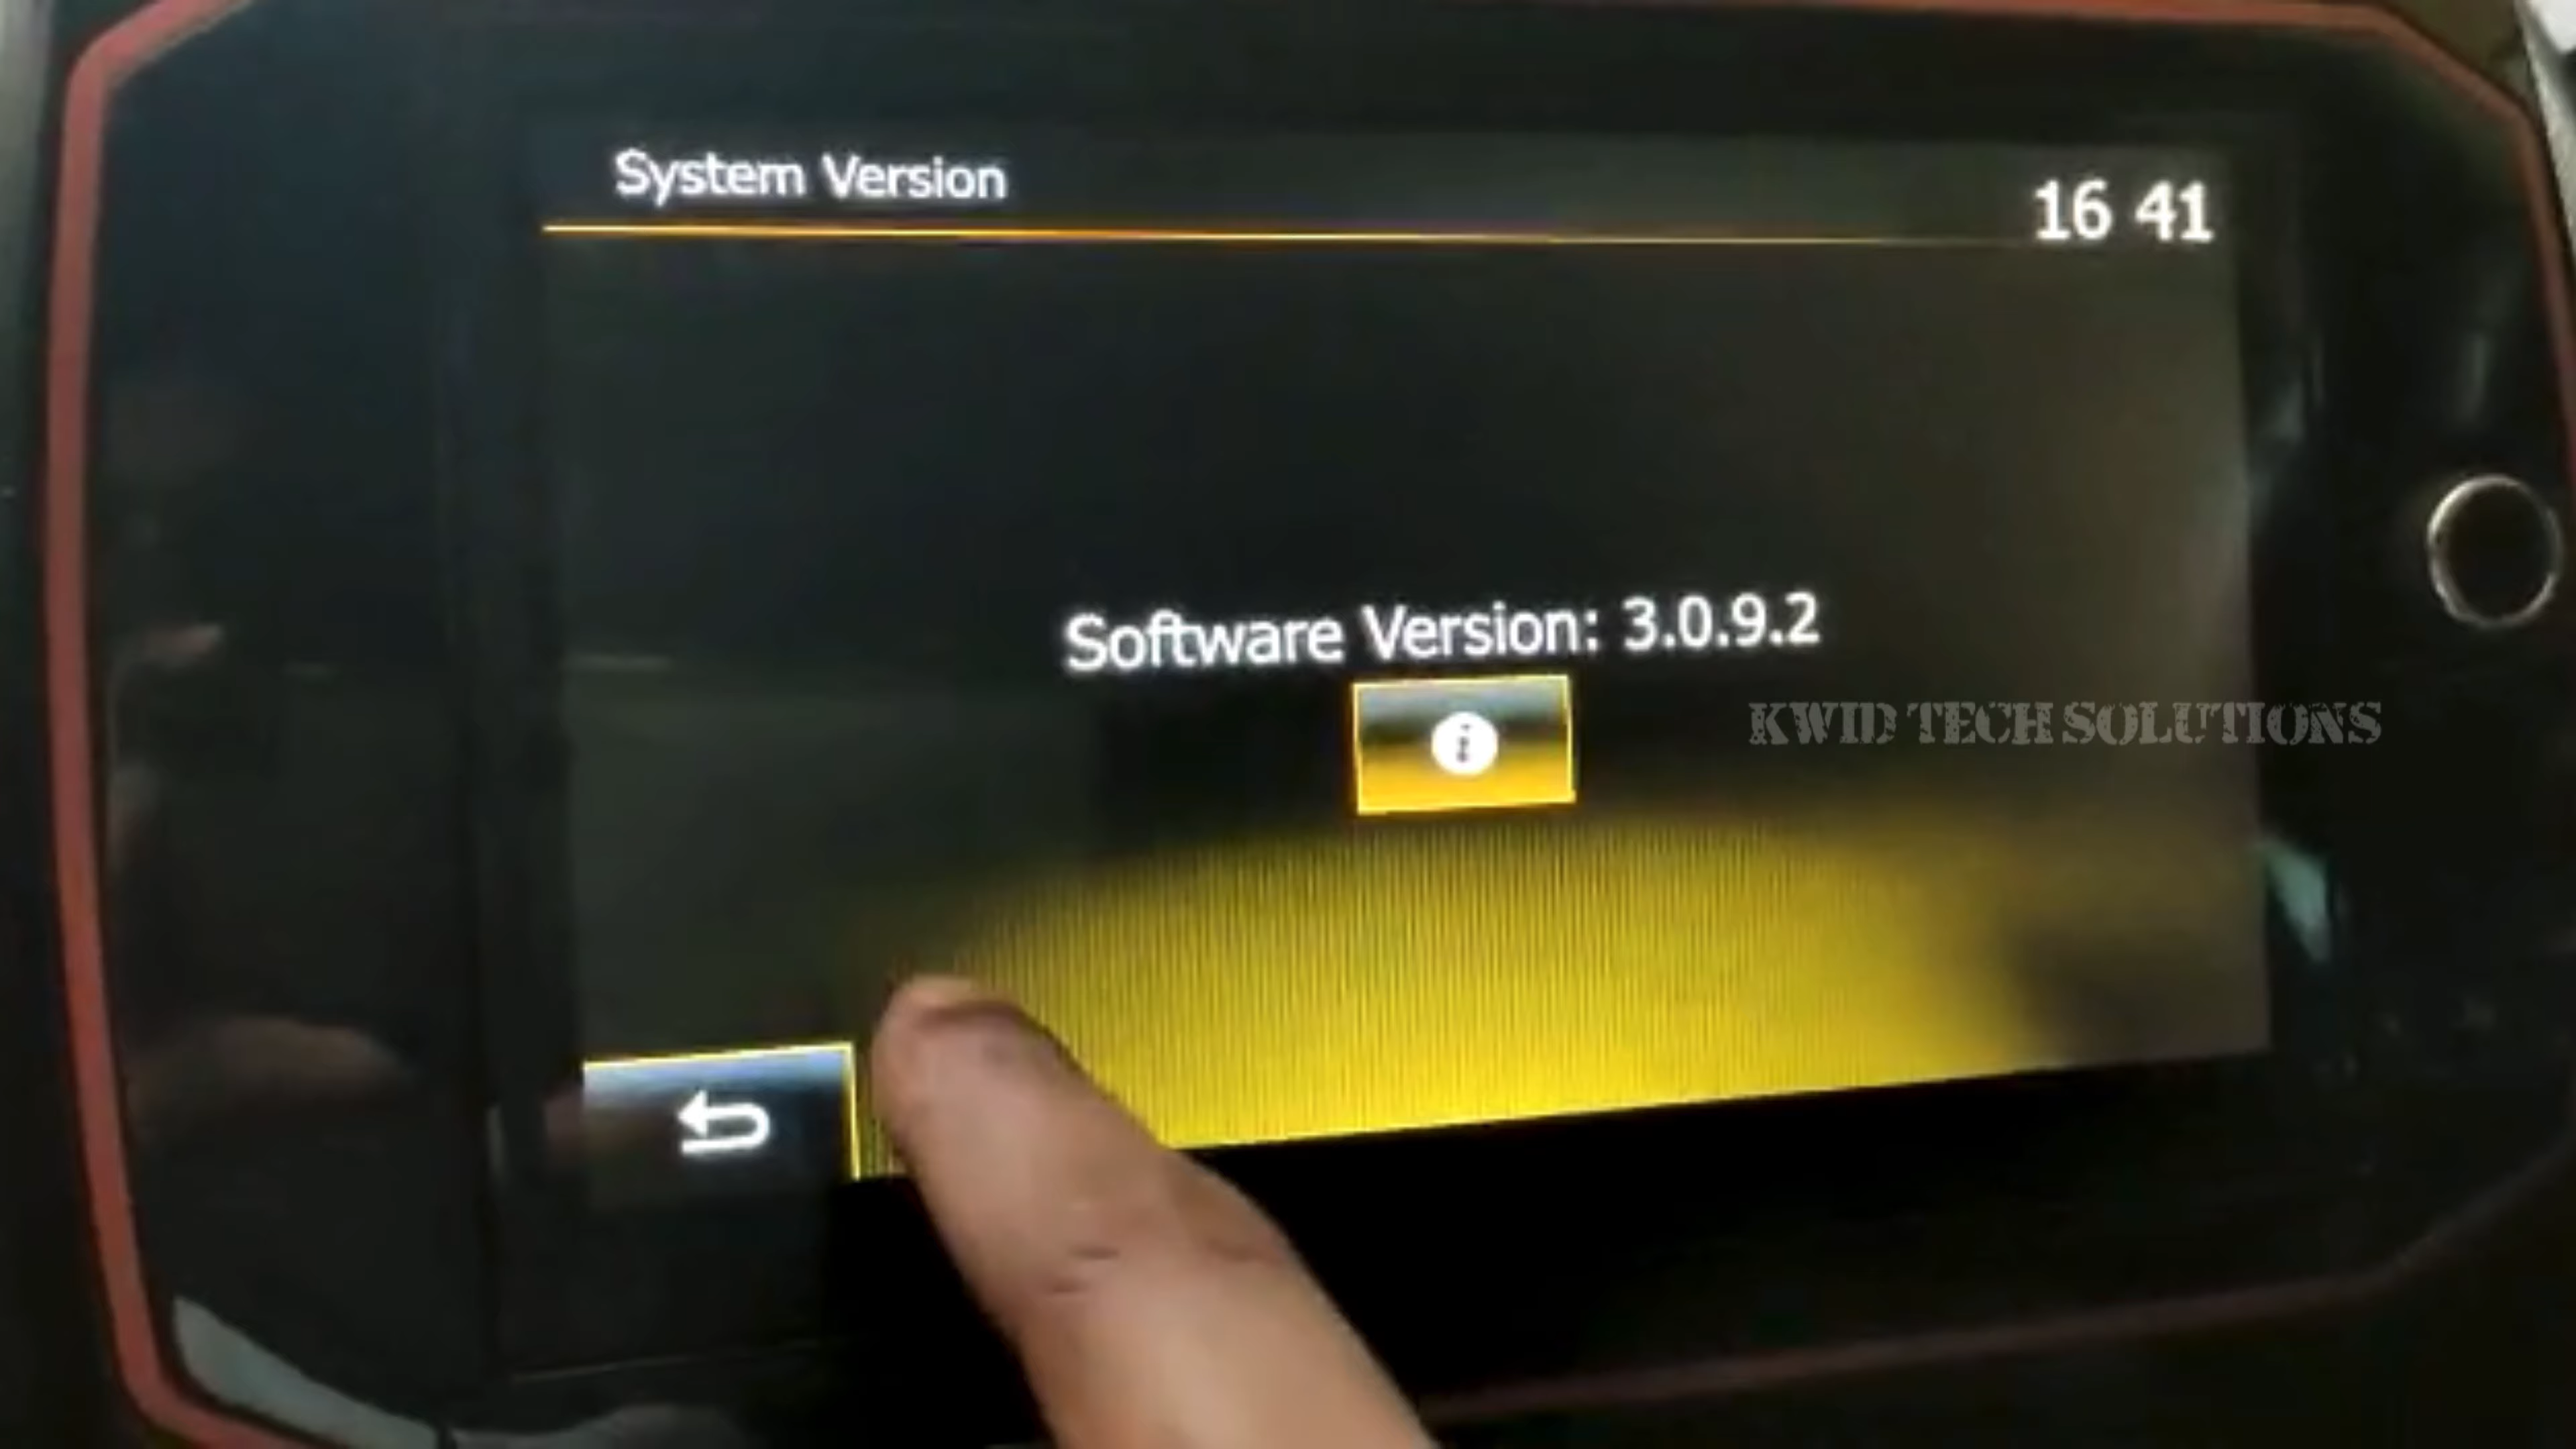 System Version
16 41
Software Version: 3.0.9.2
i
KWID TECH SOLUTIONS